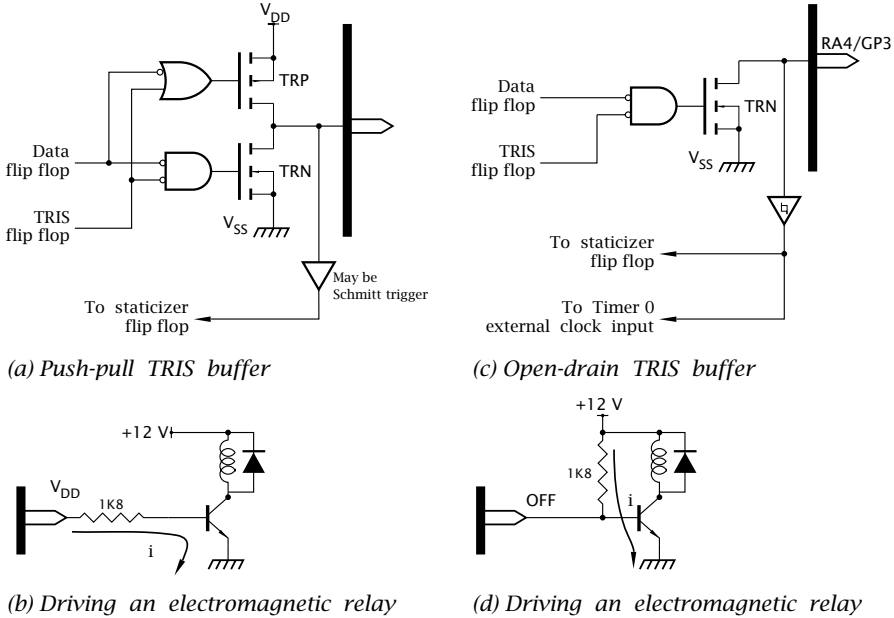 V_DD
TRP
Data
flip flop
TRN
TRIS
flip flop
V_SS
May be
Schmitt trigger
To staticizer
flip flop
(a) Push-pull TRIS buffer
RA4/GP3
Data
flip flop
TRN
TRIS
flip flop
V_SS
To staticizer
flip flop
To Timer 0
external clock input
(c) Open-drain TRIS buffer
+12 V
V_DD
1K8
i
(b) Driving an electromagnetic relay
+12 V
1K8
OFF
i
(d) Driving an electromagnetic relay